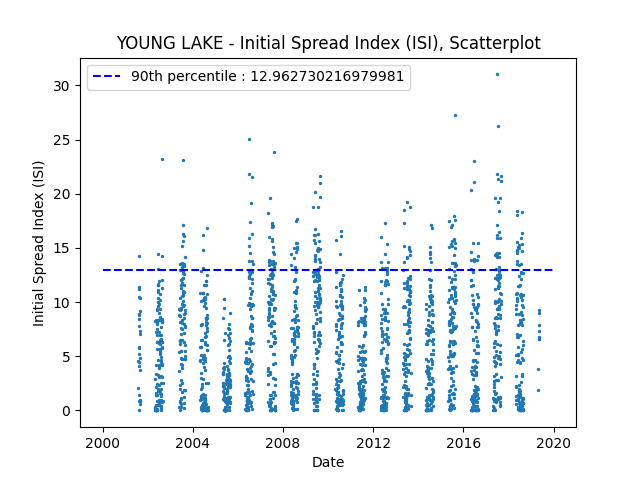 YOUNG LAKE - Initial Spread Index (ISI), Scatterplot
90th percentile : 12.962730216979981
30
25
20
15
10
5
0
Initial Spread Index (ISI)
2000 2004 2008 2012 2016 2020
Date